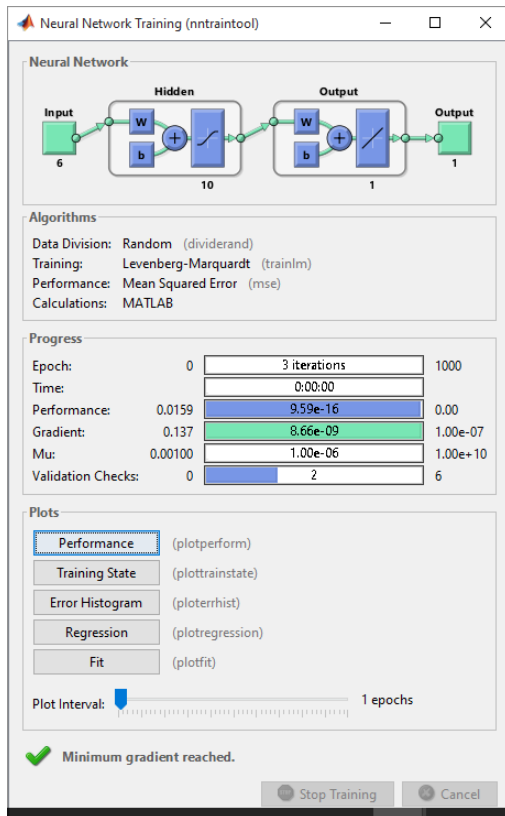 Neural Network Training (nntraintool)
Neural Network
Hidden Output
Input Output
W W
b b
6 10 1 1
Algorithms
Data Division: Random (dividerand)
Training: Levenberg-Marquardt (trainlm)
Performance: Mean Squared Error (mse)
Calculations: MATLAB
Progress
Epoch: 0 3 iterations 1000
Time: 0:00:00
Performance: 0.0159 9.59e-16 0.00
Gradient: 0.137 8.66e-09 1.00e-07
Mu: 0.00100 1.00e-06 1.00e+10
Validation Checks: 0 2 6
Plots
Performance (plotperform)
Training State (plottrainstate)
Error Histogram (ploterrhist)
Regression (plotregression)
Fit (plotfit)
Plot Interval: 1 epochs
Minimum gradient reached.
Stop Training Cancel